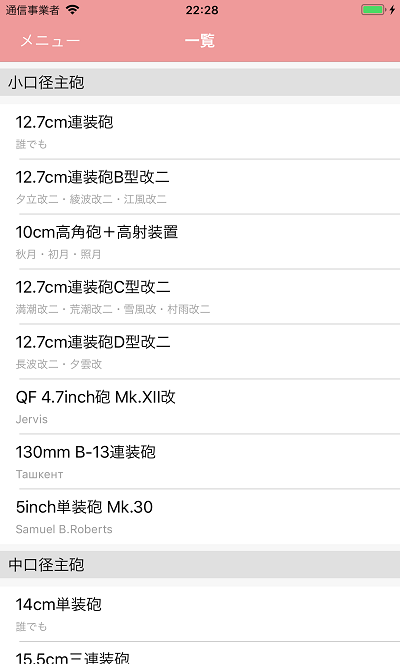 通信事業者 22:28
メニュー 一覧
小口径主砲
12.7cm連装砲
誰でも
12.7cm連装砲B型改二
夕立改二・綾波改二・江風改二
10cm高角砲＋高射装置
秋月・初月・照月
12.7cm連装砲C型改二
満潮改二・荒潮改二・雪風改・村雨改二
12.7cm連装砲D型改二
長波改二・夕雲改
QF 4.7inch砲 Mk.XII改
Jervis
130mm B-13連装砲
Ташкент
5inch単装砲 Mk.30
Samuel B.Roberts
中口径主砲
14cm単装砲
誰でも
15.5cm三連装砲